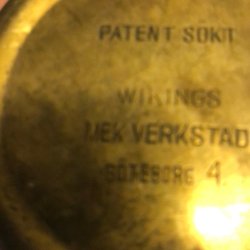 PATENT SÖKT
WIKINGS
MEK VERKSTAD
GÖTEBORG 4.